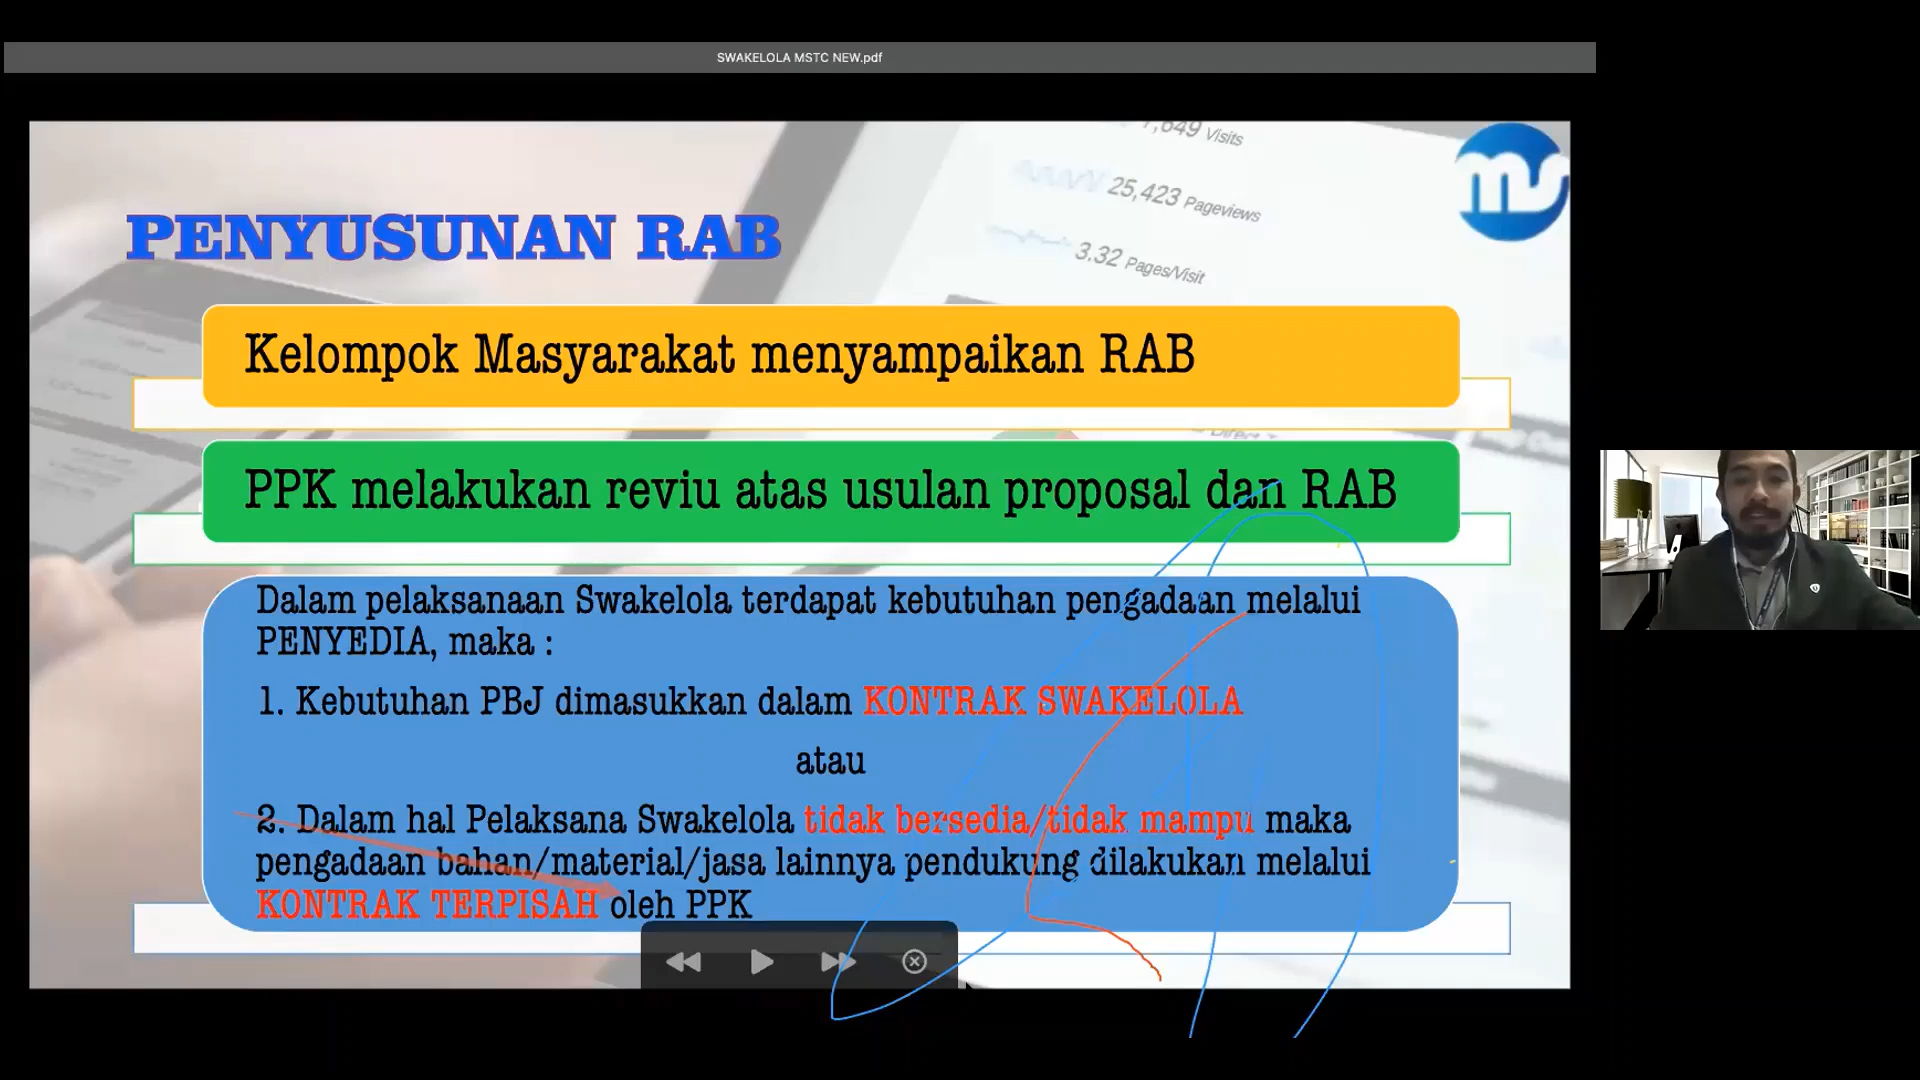 SWAKELOLA MSTC NEW.pdf
7,649 Visits
25,423 Pageviews
3.32 Pages/Visit
ms
PENYUSUNAN RAB
Kelompok Masyarakat menyampaikan RAB
PPK melakukan reviu atas usulan proposal dan RAB
Dalam pelaksanaan Swakelola terdapat kebutuhan pengadaan melalui
PENYEDIA, maka :
1. Kebutuhan PBJ dimasukkan dalam KONTRAK SWAKELOLA
atau
2. Dalam hal Pelaksana Swakelola tidak bersedia/tidak mampu maka
pengadaan bahan/material/jasa lainnya pendukung dilakukan melalui
KONTRAK TERPISAH oleh PPK